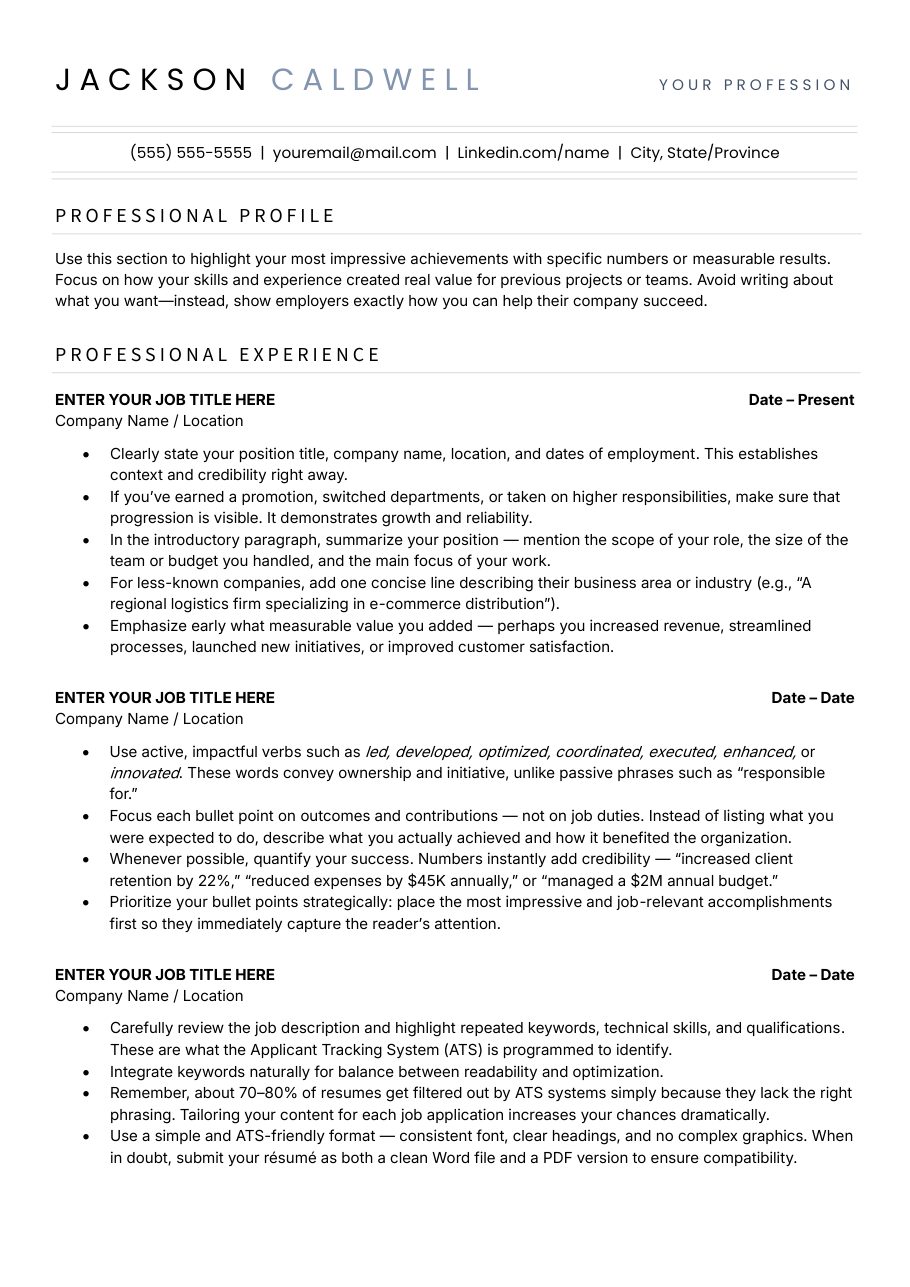 JACKSON CALDWELL YOUR PROFESSION
(555) 555-5555 | youremail@mail.com | Linkedin.com/name | City, State/Province
PROFESSIONAL PROFILE
Use this section to highlight your most impressive achievements with specific numbers or measurable results.
Focus on how your skills and experience created real value for previous projects or teams. Avoid writing about
what you want—instead, show employers exactly how you can help their company succeed.
PROFESSIONAL EXPERIENCE
ENTER YOUR JOB TITLE HERE Date – Present
Company Name / Location
• Clearly state your position title, company name, location, and dates of employment. This establishes
context and credibility right away.
• If you’ve earned a promotion, switched departments, or taken on higher responsibilities, make sure that
progression is visible. It demonstrates growth and reliability.
• In the introductory paragraph, summarize your position — mention the scope of your role, the size of the
team or budget you handled, and the main focus of your work.
• For less-known companies, add one concise line describing their business area or industry (e.g., “A
regional logistics firm specializing in e-commerce distribution”).
• Emphasize early what measurable value you added — perhaps you increased revenue, streamlined
processes, launched new initiatives, or improved customer satisfaction.
ENTER YOUR JOB TITLE HERE Date – Date
Company Name / Location
• Use active, impactful verbs such as led, developed, optimized, coordinated, executed, enhanced, or
innovated. These words convey ownership and initiative, unlike passive phrases such as “responsible
for.”
• Focus each bullet point on outcomes and contributions — not on job duties. Instead of listing what you
were expected to do, describe what you actually achieved and how it benefited the organization.
• Whenever possible, quantify your success. Numbers instantly add credibility — “increased client
retention by 22%,” “reduced expenses by $45K annually,” or “managed a $2M annual budget.”
• Prioritize your bullet points strategically: place the most impressive and job-relevant accomplishments
first so they immediately capture the reader’s attention.
ENTER YOUR JOB TITLE HERE Date – Date
Company Name / Location
• Carefully review the job description and highlight repeated keywords, technical skills, and qualifications.
These are what the Applicant Tracking System (ATS) is programmed to identify.
• Integrate keywords naturally for balance between readability and optimization.
• Remember, about 70–80% of resumes get filtered out by ATS systems simply because they lack the right
phrasing. Tailoring your content for each job application increases your chances dramatically.
• Use a simple and ATS-friendly format — consistent font, clear headings, and no complex graphics. When
in doubt, submit your résumé as both a clean Word file and a PDF version to ensure compatibility.